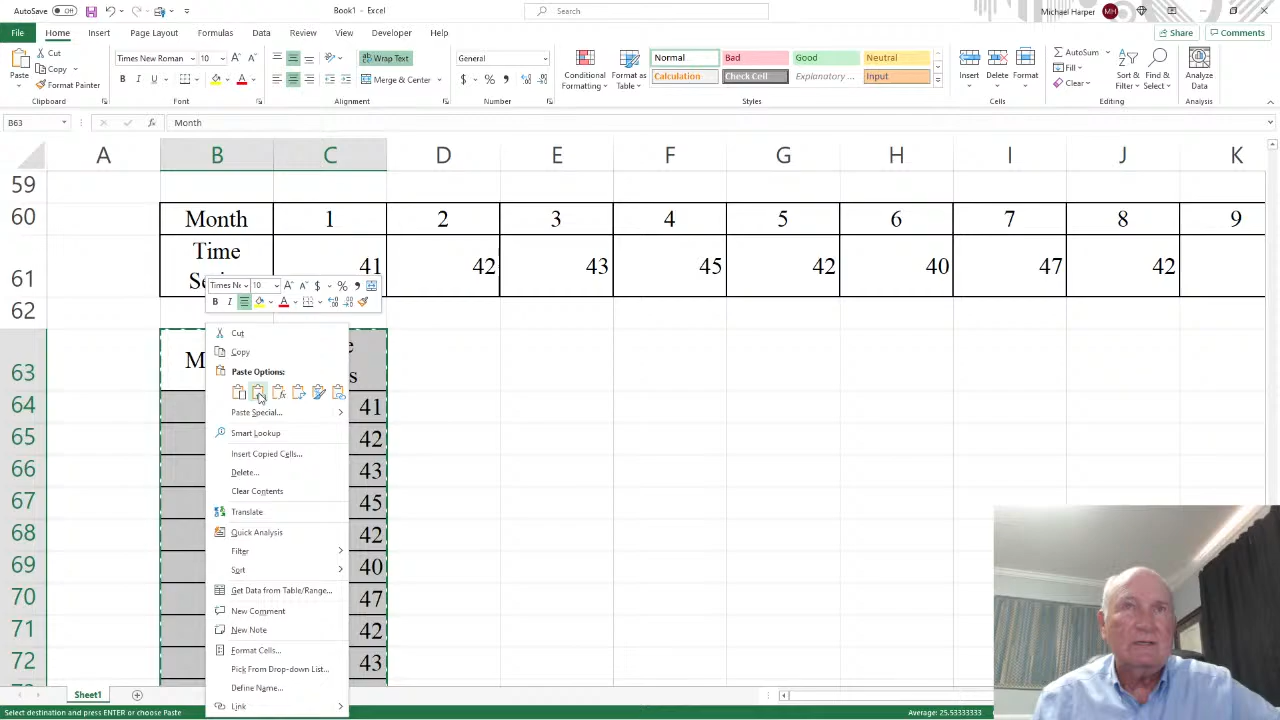 AutoSave Off Book1 - Excel Search Michael Harper MH
File Home Insert Page Layout Formulas Data Review View Developer Help Share Comments
Paste Cut Copy Format Painter Clipboard
Times New Roman 10 B I U Font
Wrap Text Merge & Center Alignment
General $ % Number
Conditional Formatting Format as Table Normal Bad Good Neutral
Calculation Check Cell Explanatory ... Input Styles
Insert Delete Format Cells
AutoSum Fill Clear Sort & Filter Find & Select Editing
Analyze Data Analysis
B63 fx Month
A B C D E F G H I J K
59
60 Month 1 2 3 4 5 6 7 8 9
61 Time 41 42 43 45 42 40 47 42
62
Times Ne 10 $ % B I
63
64 41
65 42
66 43
67 45
68 42
69 40
70 47
71 42
72 43
Cut
Copy
Paste Options:
Paste Special...
Smart Lookup
Insert Copied Cells...
Delete...
Clear Contents
Translate
Quick Analysis
Filter
Sort
Get Data from Table/Range...
New Comment
New Note
Format Cells...
Pick From Drop-down List...
Define Name...
Link
Sheet1
Select destination and press ENTER or choose Paste Average: 25.53333333